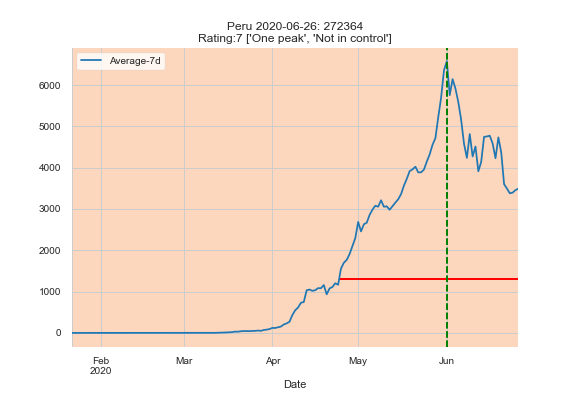 Peru 2020-06-26: 272364
Rating:7 ['One peak', 'Not in control']
Average-7d
6000
5000
4000
3000
2000
1000
0
Feb
2020
Mar
Apr
May
Jun
Date